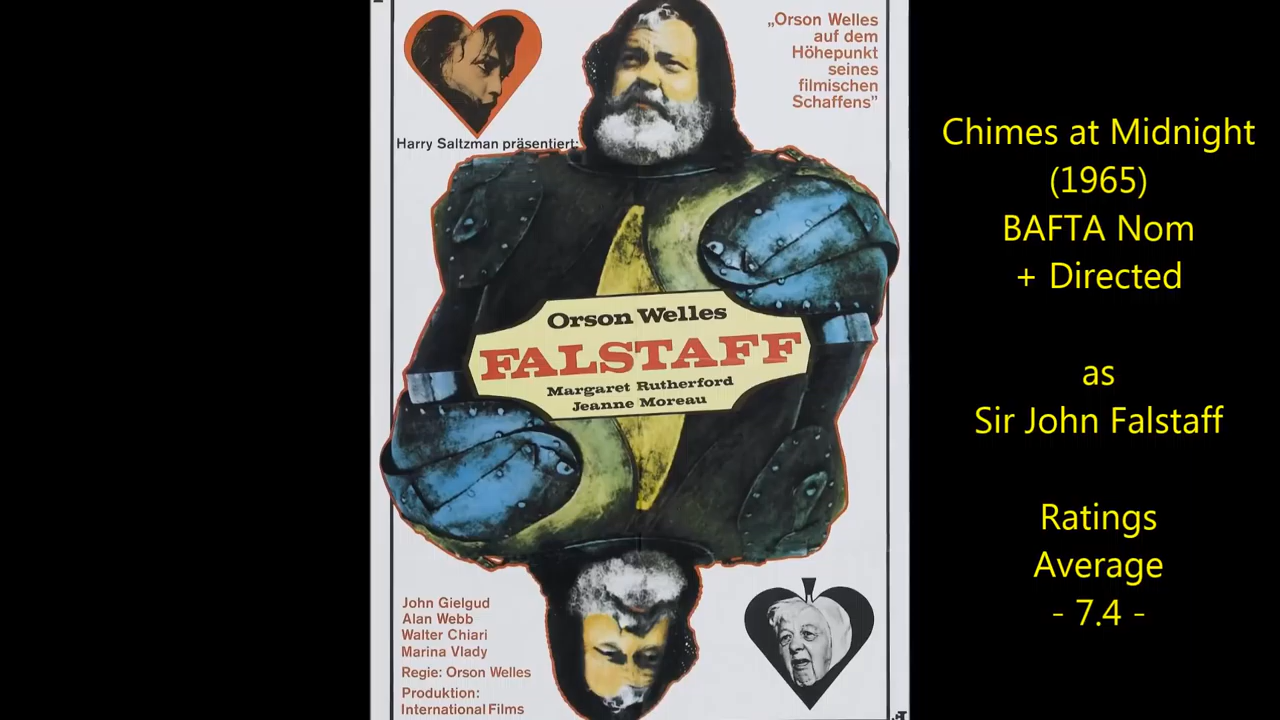 „Orson Welles
auf dem
Höhepunkt
seines
filmischen
Schaffens”
Harry Saltzman präsentiert:
Orson Welles
FALSTAFF
Margaret Rutherford
Jeanne Moreau
John Gielgud
Alan Webb
Walter Chiari
Marina Vlady
Regie: Orson Welles
Produktion:
International Films
Chimes at Midnight
(1965)
BAFTA Nom
+ Directed
as
Sir John Falstaff
Ratings
Average
- 7.4 -